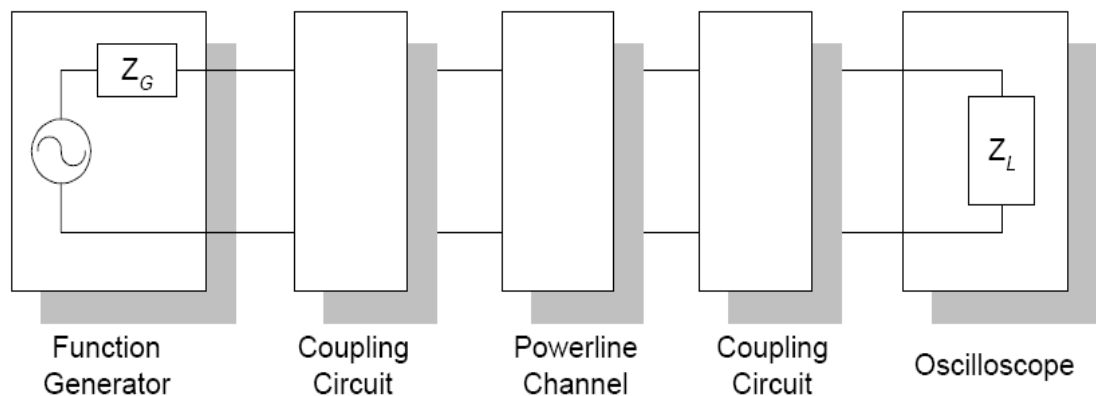 Z_G
Z_L
Function
Generator
Coupling
Circuit
Powerline
Channel
Coupling
Circuit
Oscilloscope